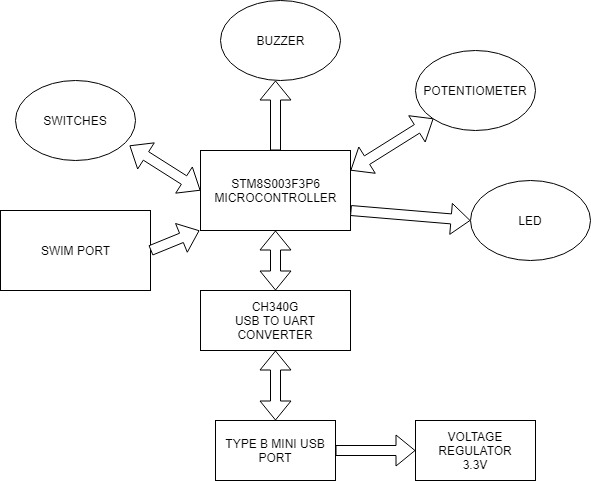 BUZZER
POTENTIOMETER
SWITCHES
STM8S003F3P6
MICROCONTROLLER
LED
SWIM PORT
CH340G
USB TO UART
CONVERTER
TYPE B MINI USB
PORT
VOLTAGE
REGULATOR
3.3V